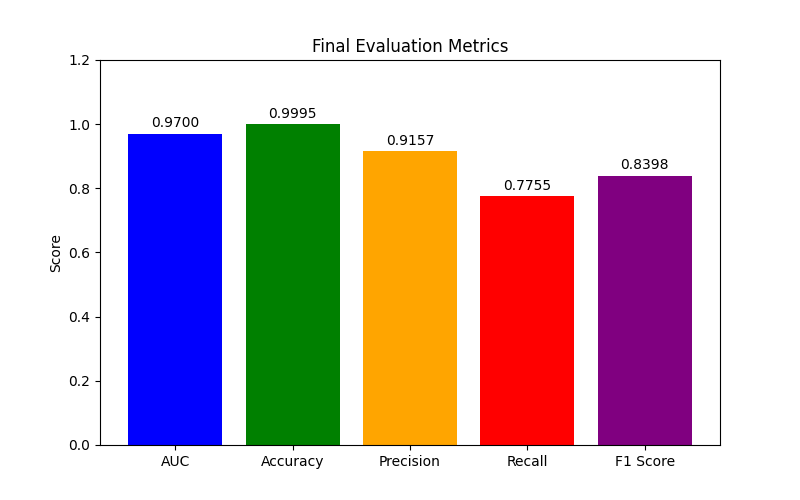 Final Evaluation Metrics
1.2
1.0
0.8
0.6
0.4
0.2
0.0
Score
0.9700
0.9995
0.9157
0.7755
0.8398
AUC
Accuracy
Precision
Recall
F1 Score